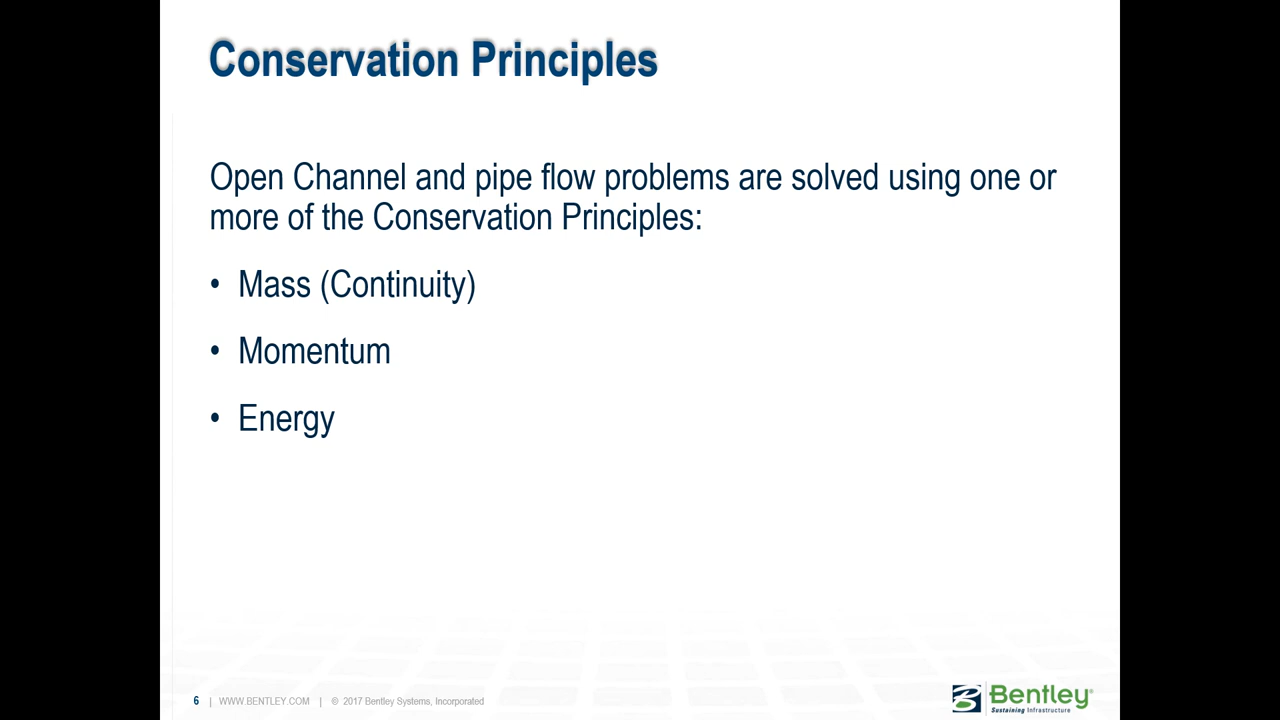 Conservation Principles
Open Channel and pipe flow problems are solved using one or
more of the Conservation Principles:
• Mass (Continuity)
• Momentum
• Energy
6 | WWW.BENTLEY.COM | © 2017 Bentley Systems, Incorporated
Bentley®
Sustaining Infrastructure